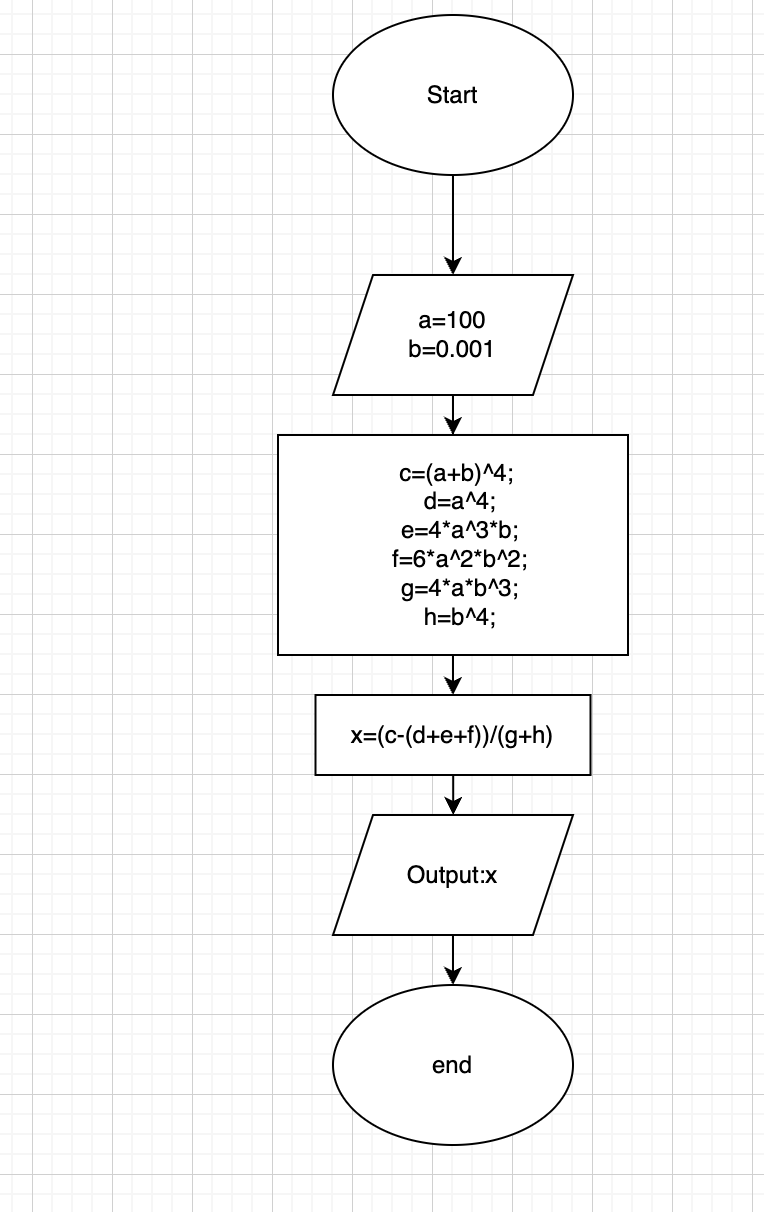 Start
a=100
b=0.001
c=(a+b)^4;
d=a^4;
e=4*a^3*b;
f=6*a^2*b^2;
g=4*a*b^3;
h=b^4;
x=(c-(d+e+f))/(g+h)
Output:x
end